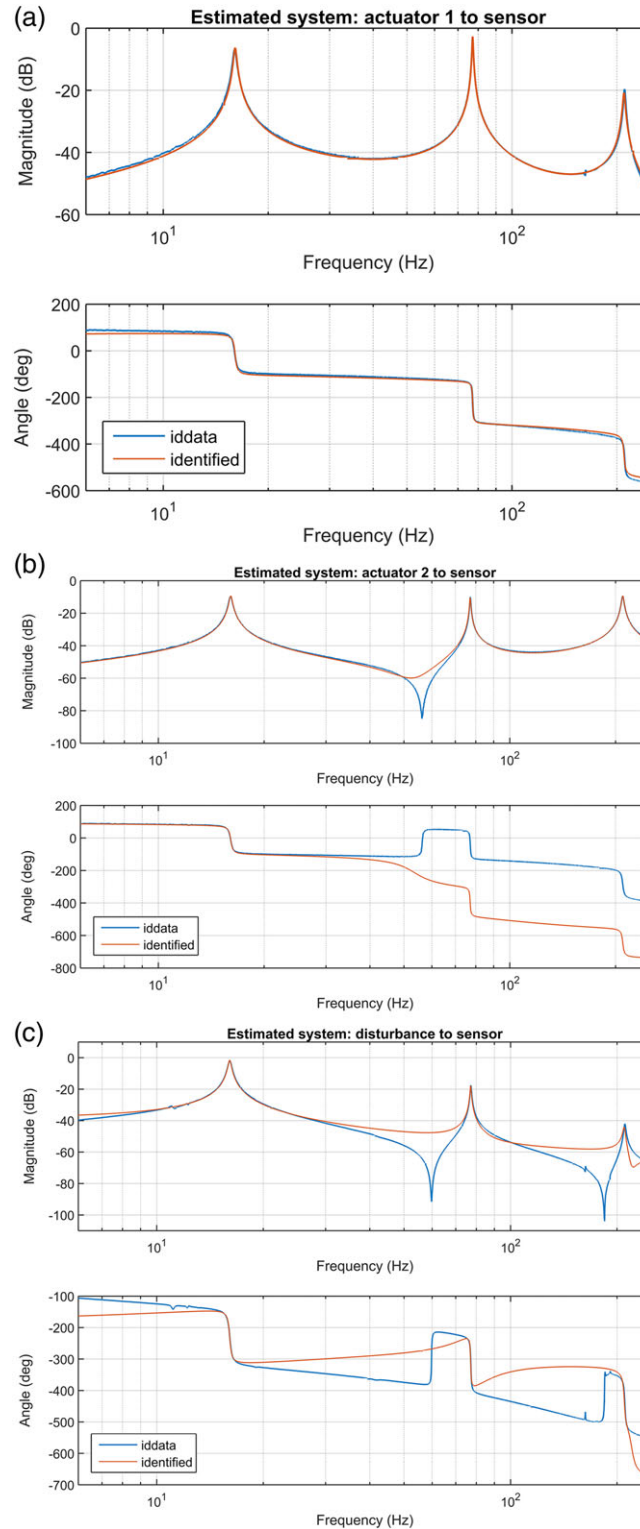 (a)
Estimated system: actuator 1 to sensor
Magnitude (dB)
0
-20
-40
-60
10^1
10^2
Frequency (Hz)
Angle (deg)
200
0
-200
-400
-600
iddata
identified
10^1
10^2
Frequency (Hz)
(b)
Estimated system: actuator 2 to sensor
Magnitude (dB)
0
-20
-40
-60
-80
-100
10^1
10^2
Frequency (Hz)
Angle (deg)
200
0
-200
-400
-600
-800
iddata
identified
10^1
10^2
Frequency (Hz)
(c)
Estimated system: disturbance to sensor
Magnitude (dB)
0
-20
-40
-60
-80
-100
10^1
10^2
Frequency (Hz)
Angle (deg)
-100
-200
-300
-400
-500
-600
-700
iddata
identified
10^1
10^2
Frequency (Hz)